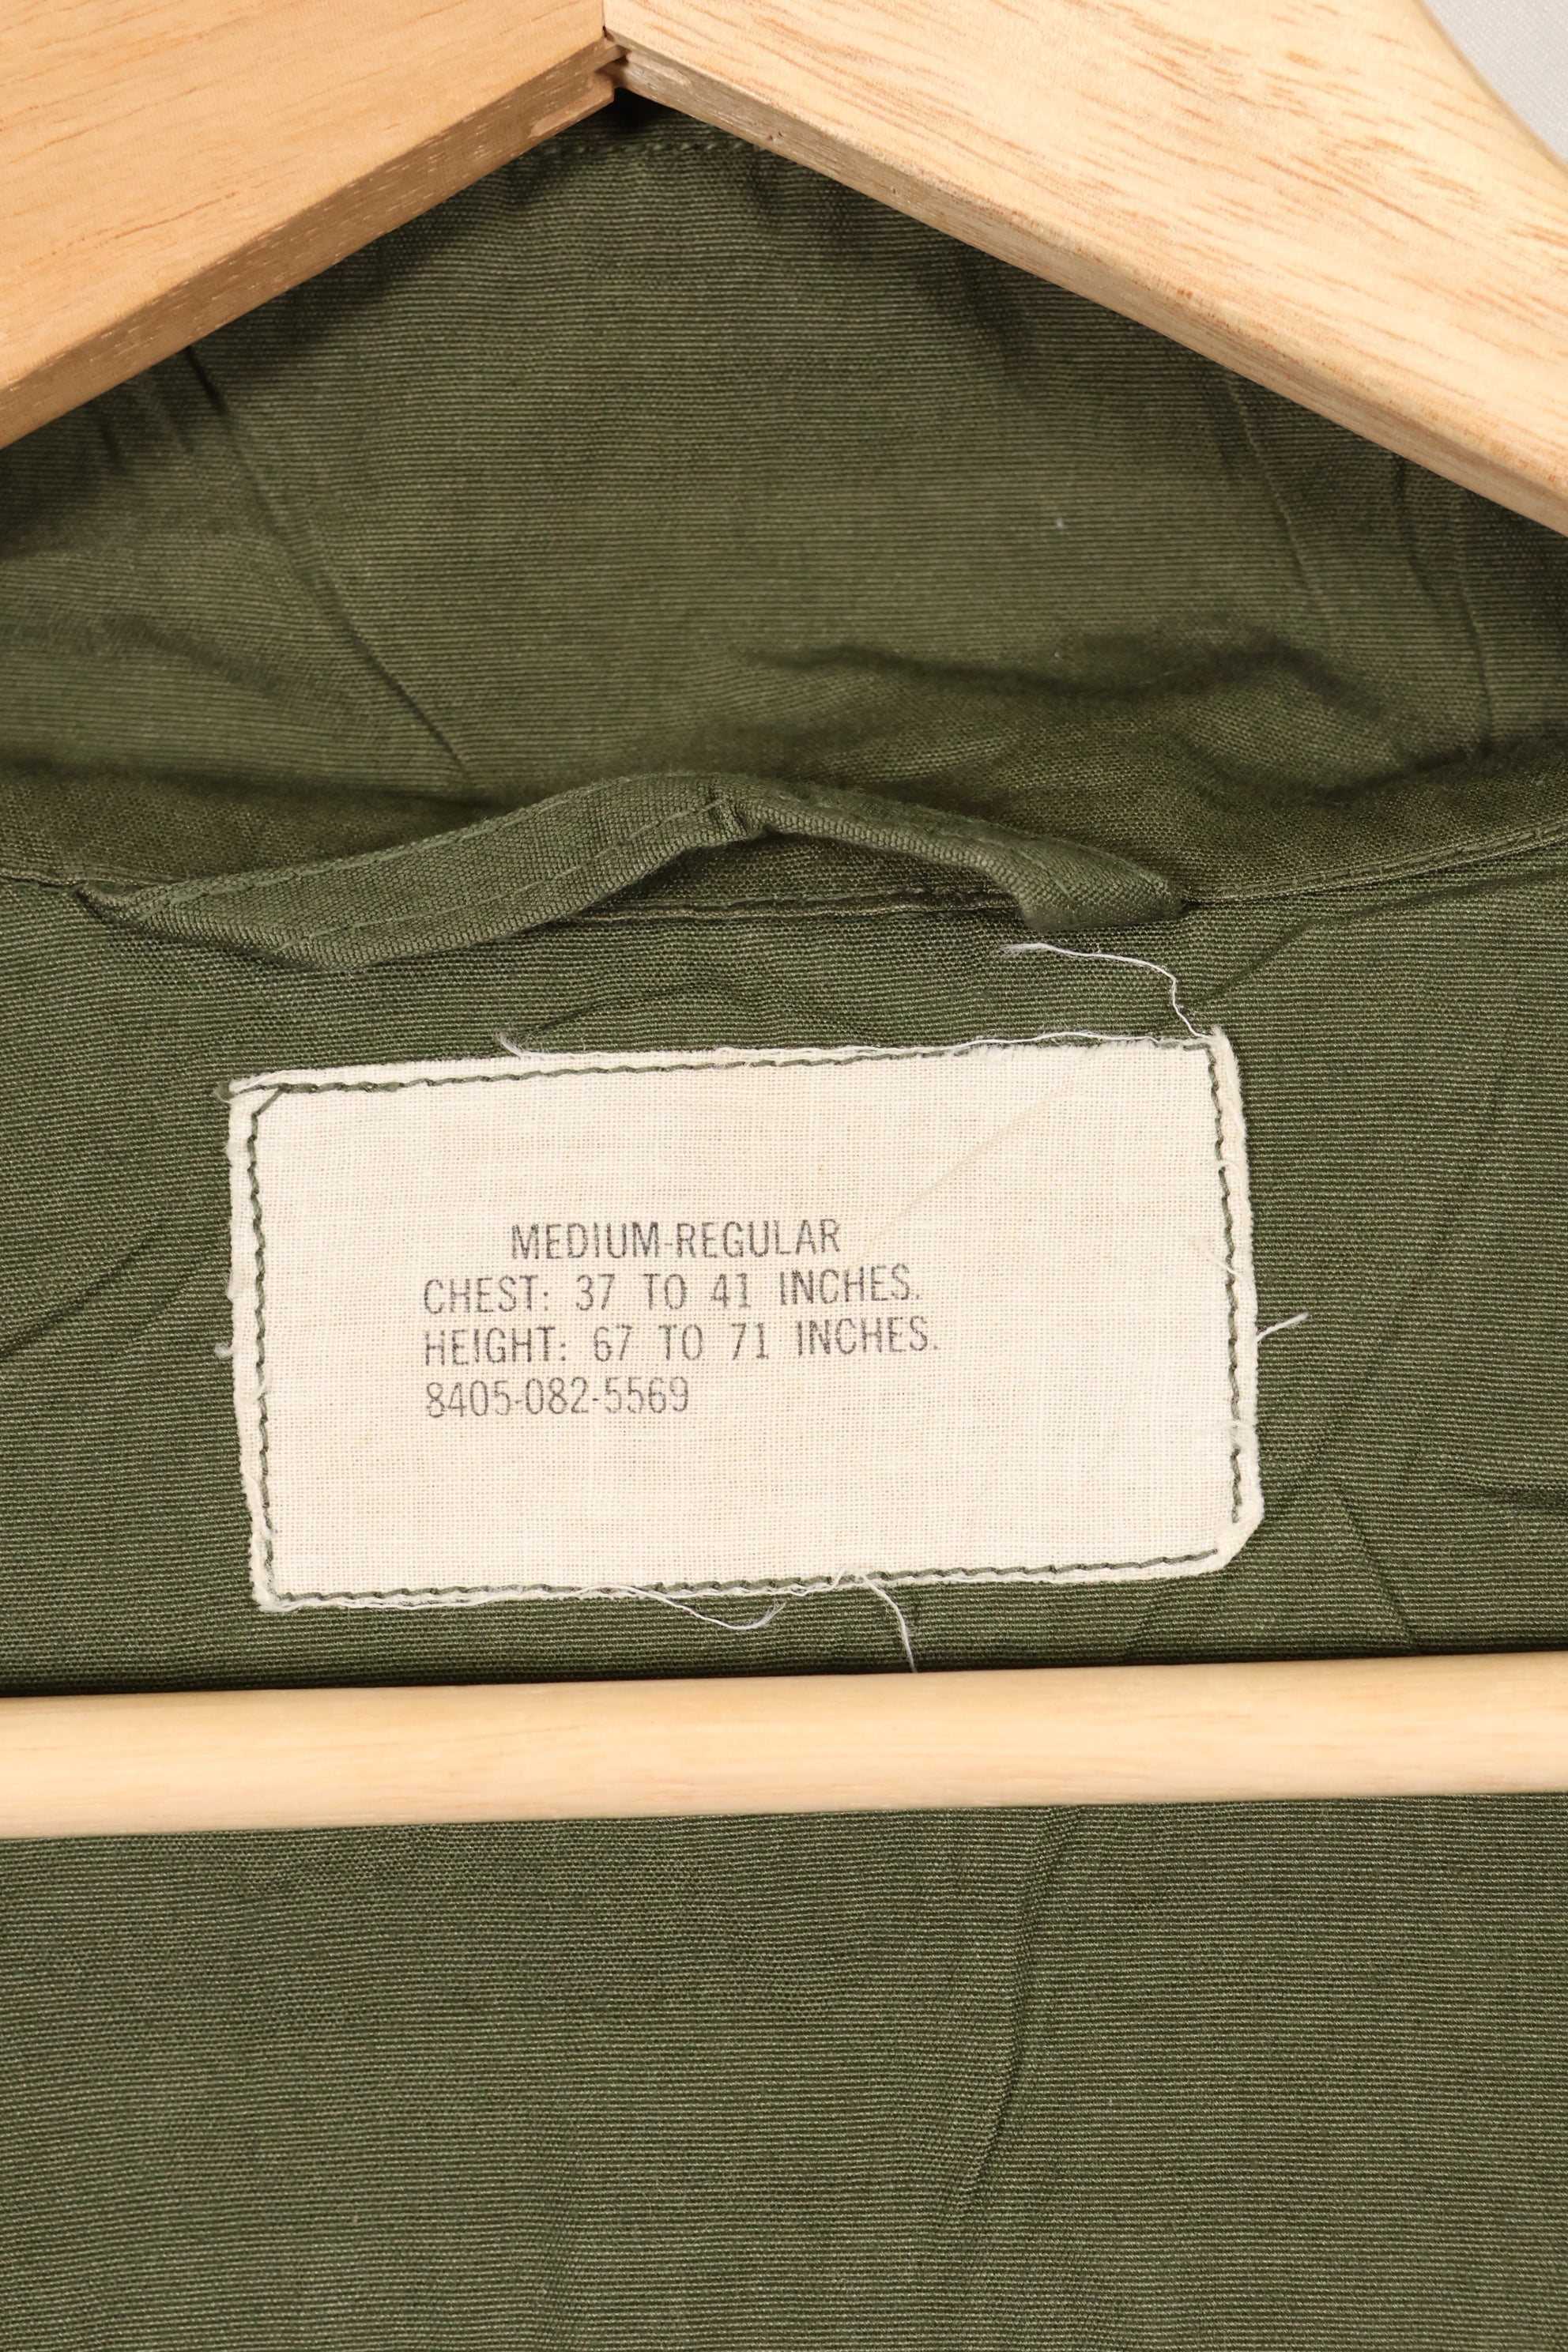 MEDIUM-REGULAR
CHEST: 37 TO 41 INCHES.
HEIGHT: 67 TO 71 INCHES.
8405-082-5569